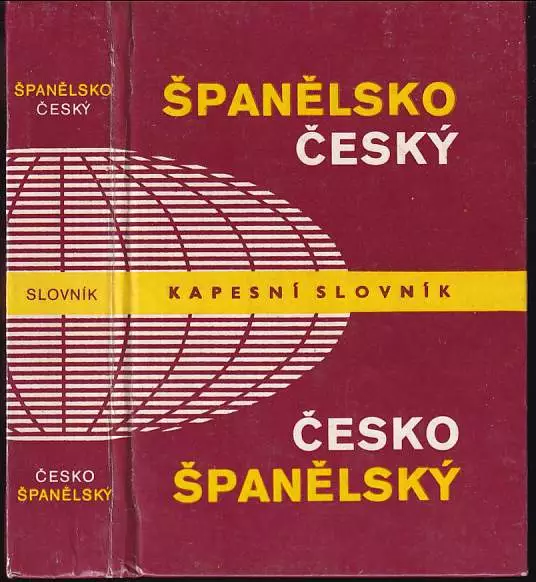 ŠPANĚLSKO
ČESKÝ
SLOVNÍK
ČESKO
ŠPANĚLSKÝ
ŠPANĚLSKO
ČESKÝ
KAPESNÍ SLOVNÍK
ČESKO
ŠPANĚLSKÝ